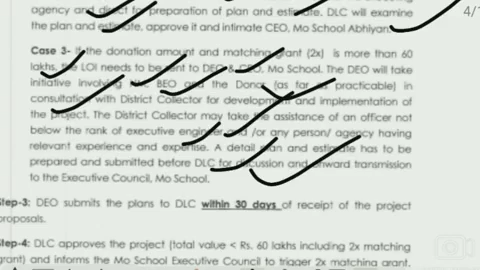 agency and direct for preparation of plan and estimate. DLC will examine
the plan and estimate, approve it and intimate CEO, Mo School Abhiyan.
4/
Case 3- If the donation amount and matching grant (2x) is more than 60
lakhs, the LOI needs to be sent to DEO & CEO, Mo School. The DEO will take
initiative involving the BEO and the Donor (as far as practicable) in
consultation with District Collector for development and implementation of
the project. The District Collector may take the assistance of an officer not
below the rank of executive engineer and /or any person/ agency having
relevant experience and expertise. A detail plan and estimate has to be
prepared and submitted before DLC for discussion and onward transmission
to the Executive Council, Mo School.
Step-3: DEO submits the plans to DLC within 30 days of receipt of the project
proposals.
Step-4: DLC approves the project (total value < Rs. 60 lakhs including 2x matching
grant) and informs the Mo School Executive Council to trigger 2x matching grant.